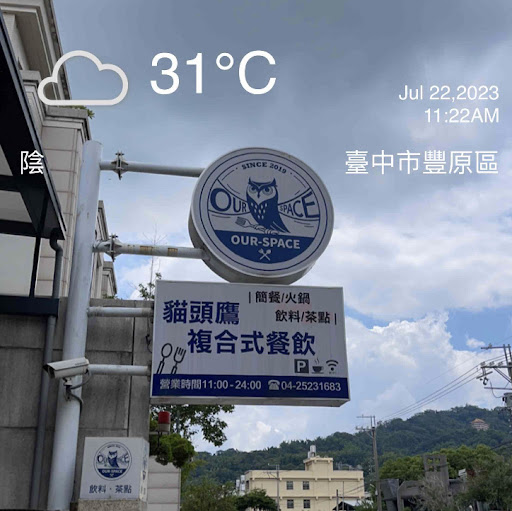 31°C
Jul 22,2023
11:22AM
陰
臺中市豐原區
SINCE 2019
OUR SPACE
OUR-SPACE
| 簡餐/火鍋
飲料/茶點 |
貓頭鷹
複合式餐飲
P
營業時間11:00-24:00 ☎04-25231683
OUR SPACE
飲料·茶點